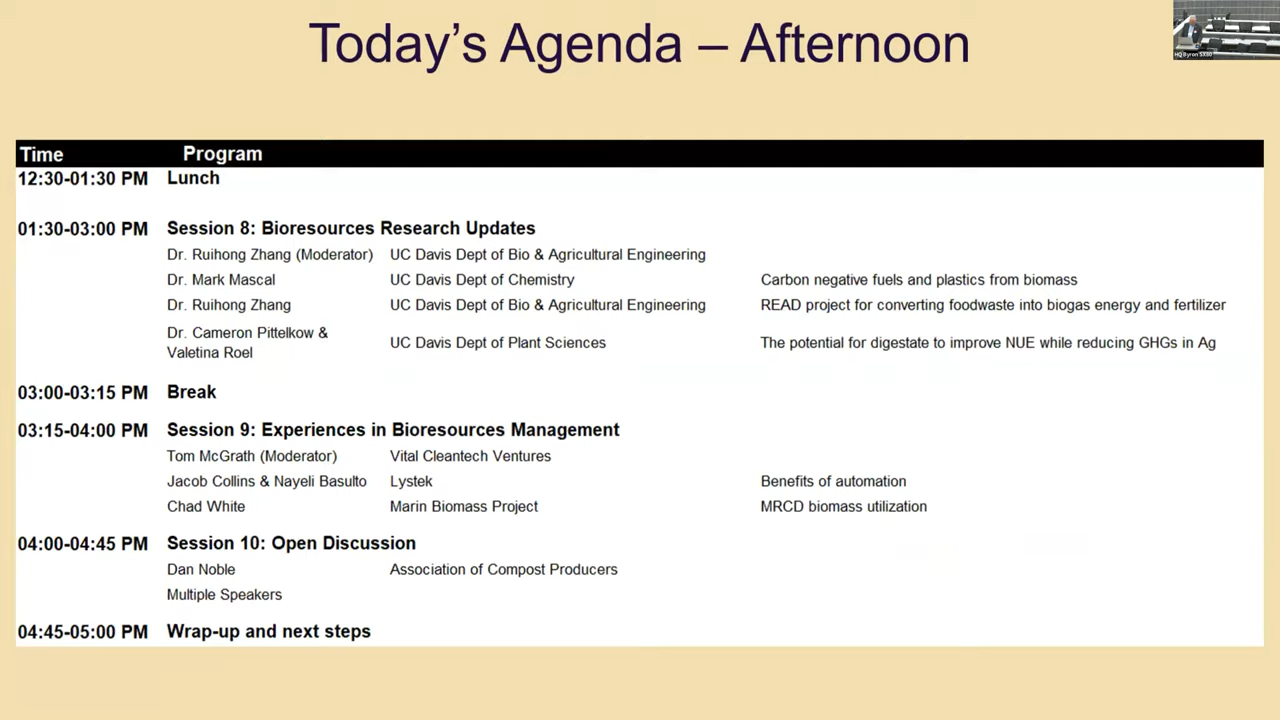 Today's Agenda – Afternoon
Time Program
12:30-01:30 PM Lunch
01:30-03:00 PM Session 8: Bioresources Research Updates
Dr. Ruihong Zhang (Moderator) UC Davis Dept of Bio & Agricultural Engineering
Dr. Mark Mascal UC Davis Dept of Chemistry Carbon negative fuels and plastics from biomass
Dr. Ruihong Zhang UC Davis Dept of Bio & Agricultural Engineering READ project for converting foodwaste into biogas energy and fertilizer
Dr. Cameron Pittelkow &
Valetina Roel UC Davis Dept of Plant Sciences The potential for digestate to improve NUE while reducing GHGs in Ag
03:00-03:15 PM Break
03:15-04:00 PM Session 9: Experiences in Bioresources Management
Tom McGrath (Moderator) Vital Cleantech Ventures
Jacob Collins & Nayeli Basulto Lystek Benefits of automation
Chad White Marin Biomass Project MRCD biomass utilization
04:00-04:45 PM Session 10: Open Discussion
Dan Noble Association of Compost Producers
Multiple Speakers
04:45-05:00 PM Wrap-up and next steps